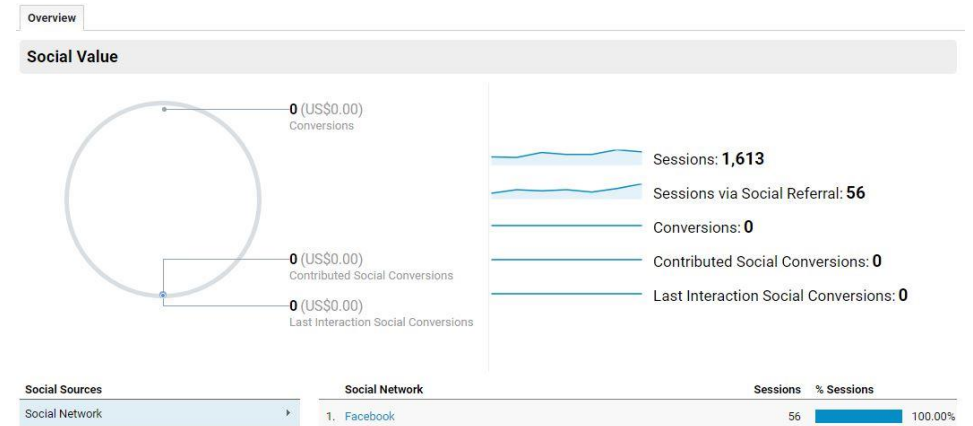 Overview
Social Value
0 (US$0.00)
Conversions
0 (US$0.00)
Contributed Social Conversions
0 (US$0.00)
Last Interaction Social Conversions
Sessions: 1,613
Sessions via Social Referral: 56
Conversions: 0
Contributed Social Conversions: 0
Last Interaction Social Conversions: 0
Social Sources
Social Network
Social Network Sessions % Sessions
1. Facebook 56 100.00%